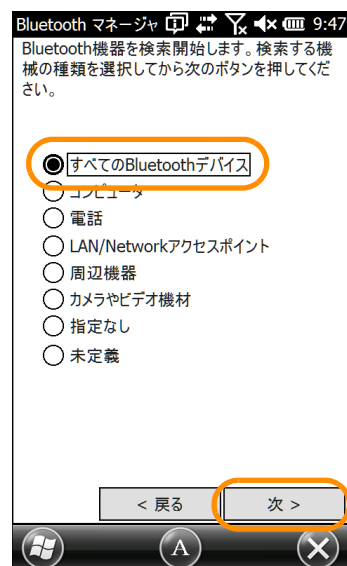 Bluetooth マネージャ 9:47
Bluetooth機器を検索開始します。検索する機
械の種類を選択してから次のボタンを押してくだ
さい。
すべてのBluetoothデバイス
コンピュータ
電話
LAN/Networkアクセスポイント
周辺機器
カメラやビデオ機材
指定なし
未定義
< 戻る 次 >
A